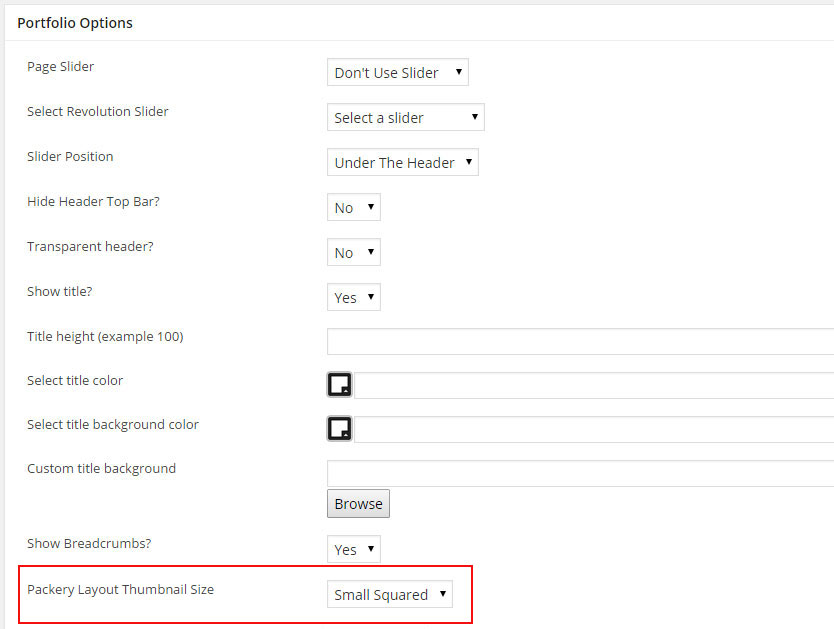 Portfolio Options
Page Slider
Don't Use Slider
Select Revolution Slider
Select a slider
Slider Position
Under The Header
Hide Header Top Bar?
No
Transparent header?
No
Show title?
Yes
Title height (example 100)
Select title color
Select title background color
Custom title background
Browse
Show Breadcrumbs?
Yes
Packery Layout Thumbnail Size
Small Squared